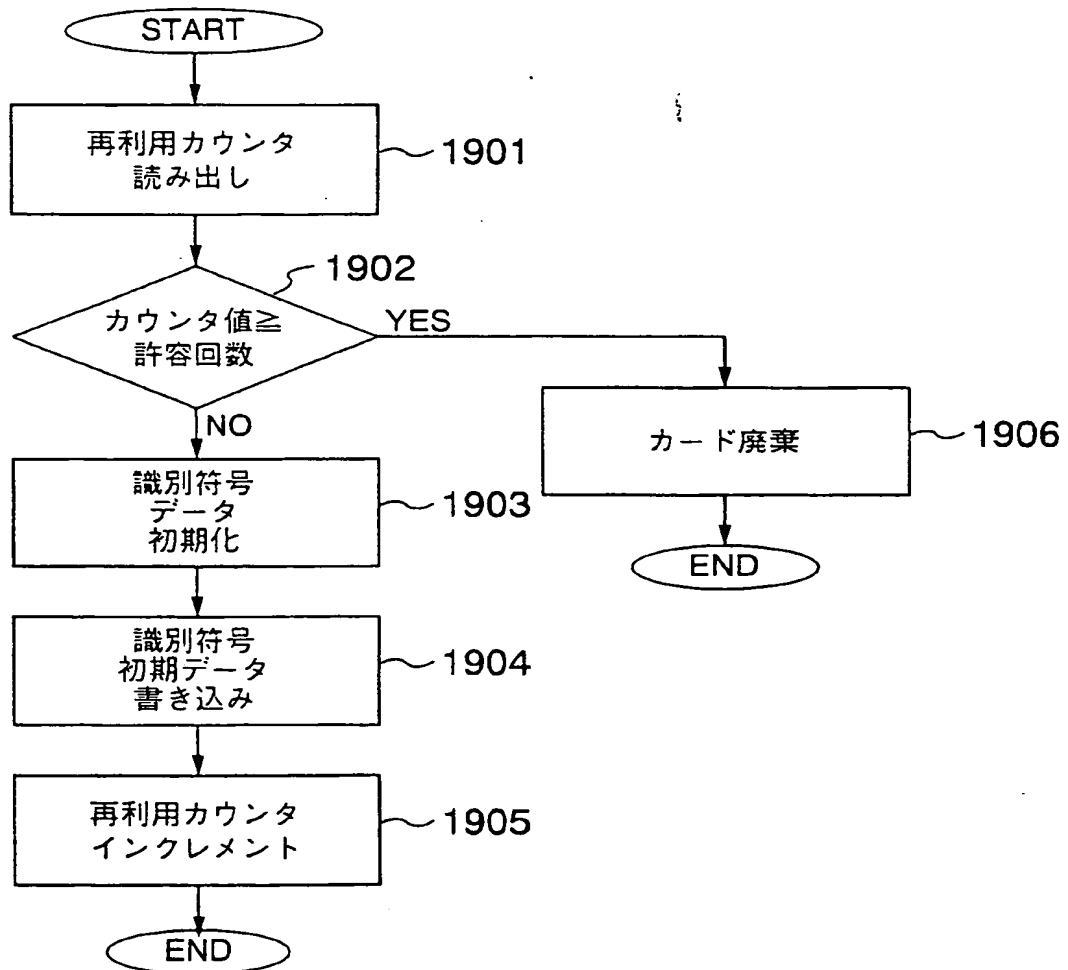 START
再利用カウンタ
読み出し
1901
1902
カウンタ値≧
許容回数
YES
NO
カード廃棄
1906
END
識別符号
データ
初期化
1903
識別符号
初期データ
書き込み
1904
再利用カウンタ
インクレメント
1905
END